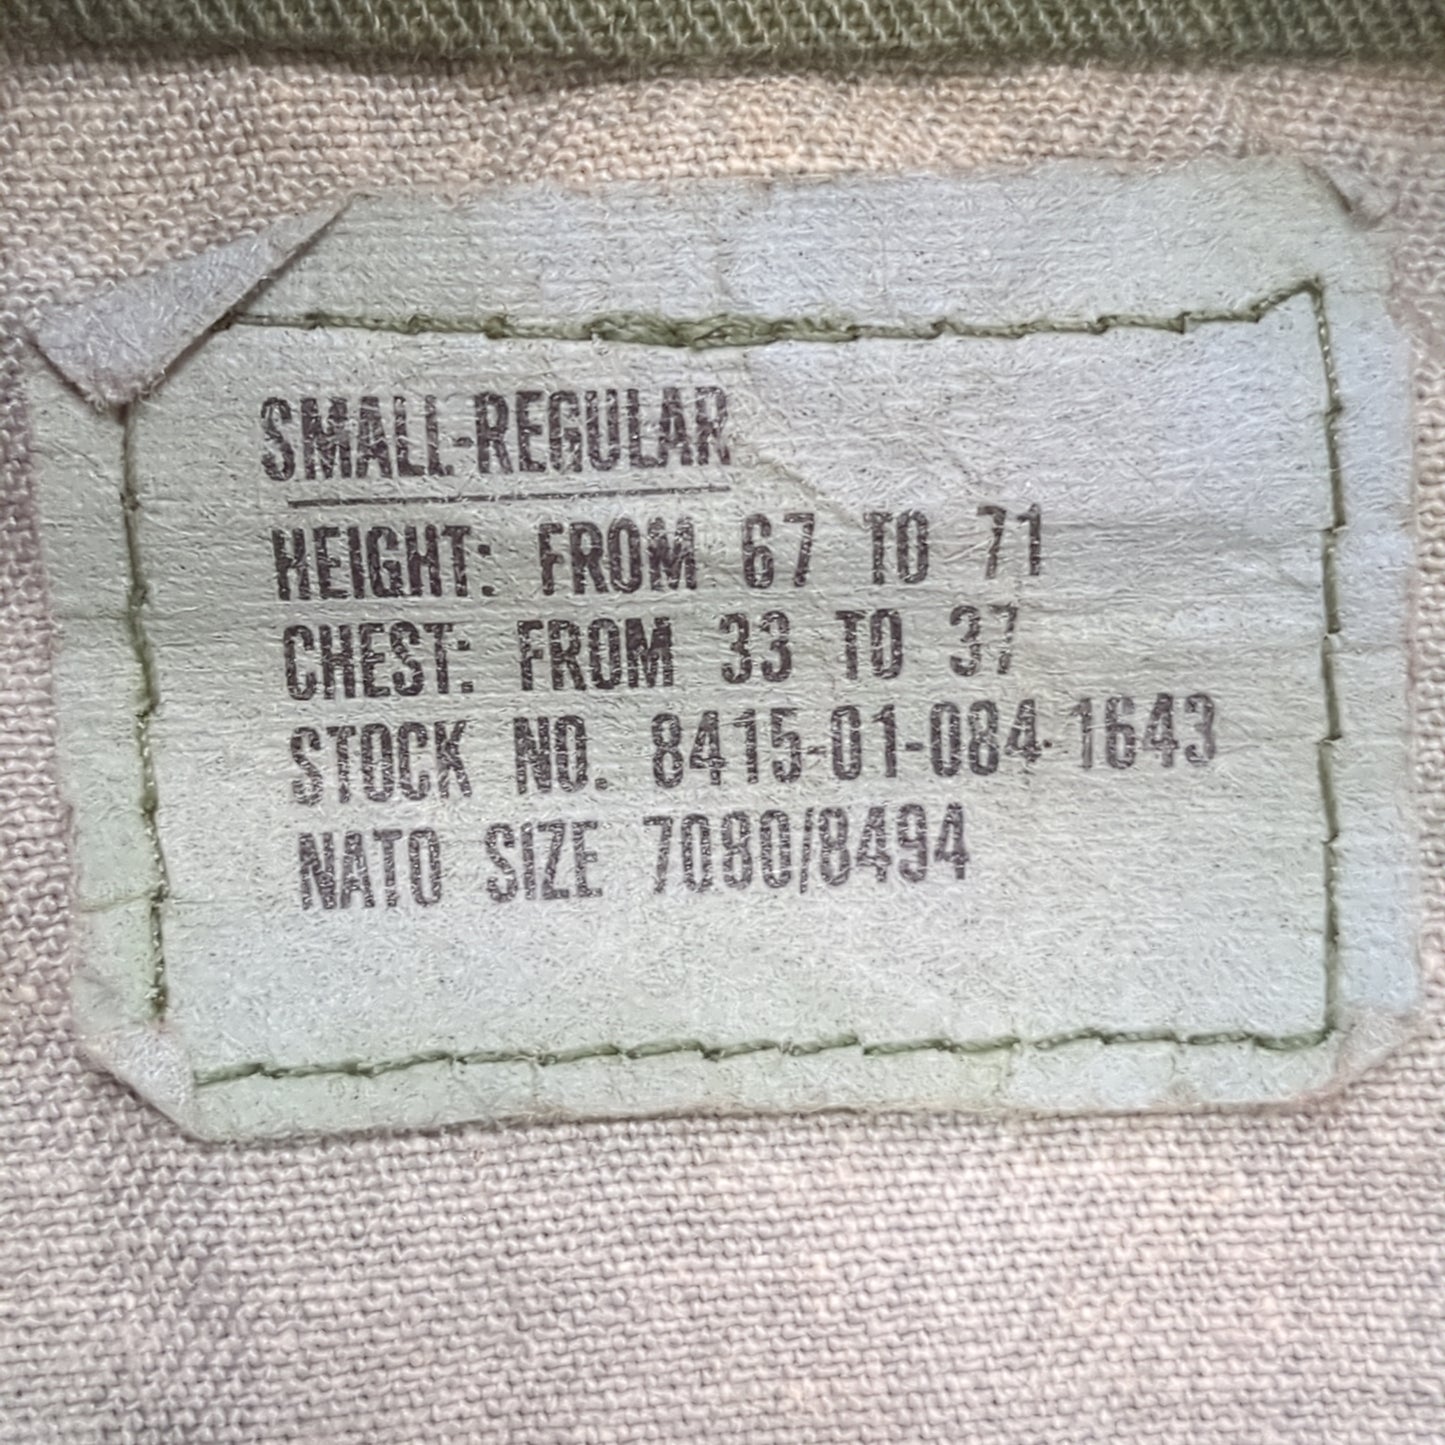 SMALL-REGULAR
HEIGHT: FROM 67 TO 71
CHEST: FROM 33 TO 37
STOCK NO. 8415-01-084-1643
NATO SIZE 7080/8494